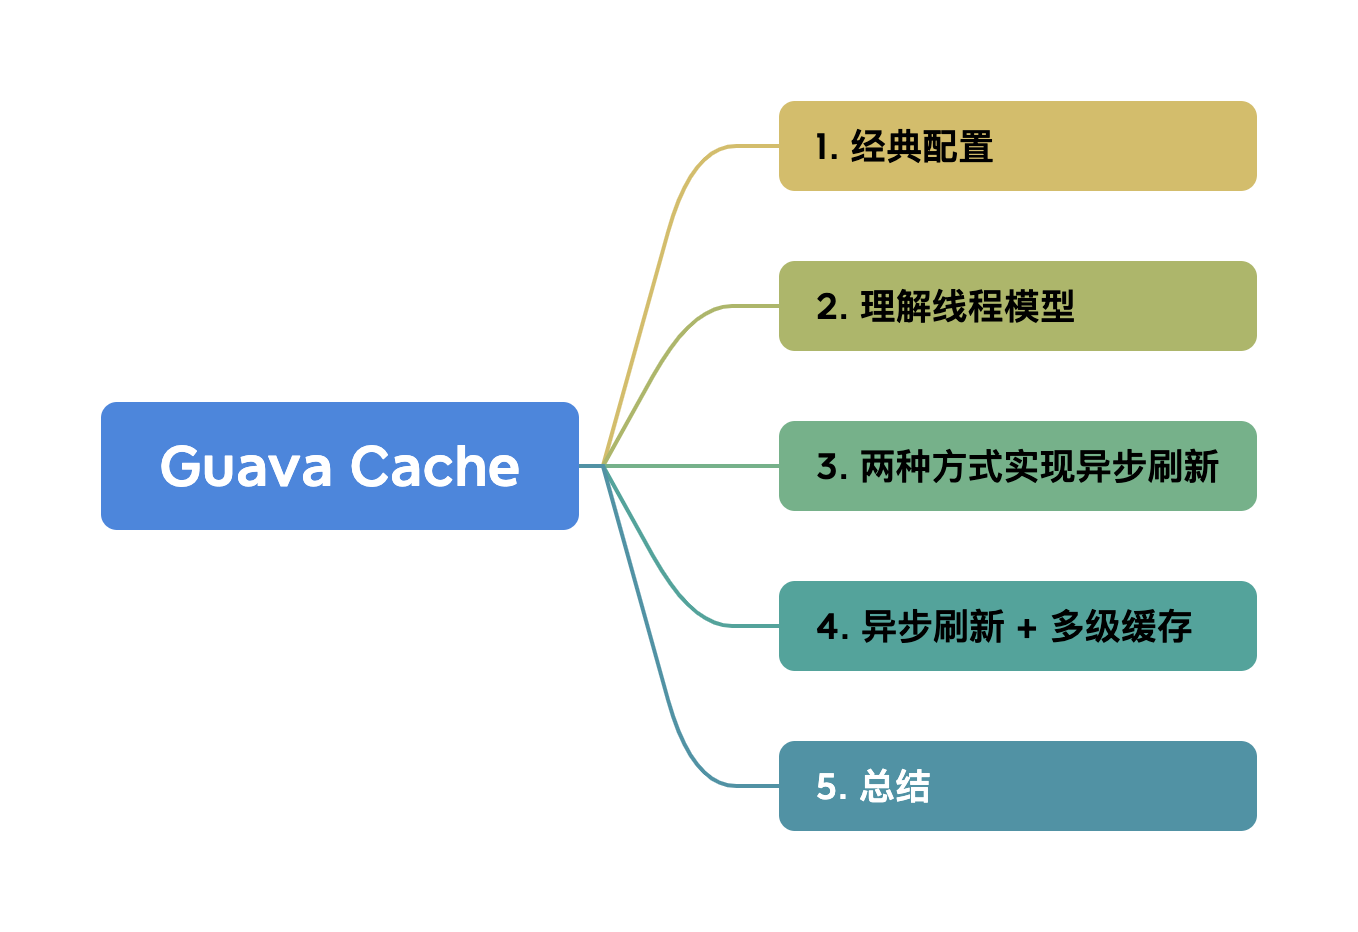 1. 经典配置
2. 理解线程模型
3. 两种方式实现异步刷新
Guava Cache
4. 异步刷新 + 多级缓存
5. 总结